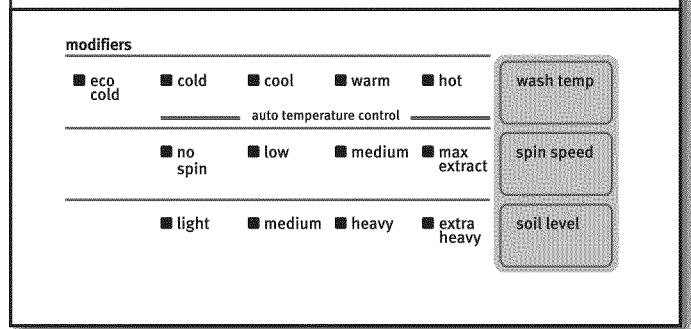 modifiers
eco cold cold cool warm hot wash temp
auto temperature control
no spin low medium max extract spin speed
light medium heavy extra heavy soil level